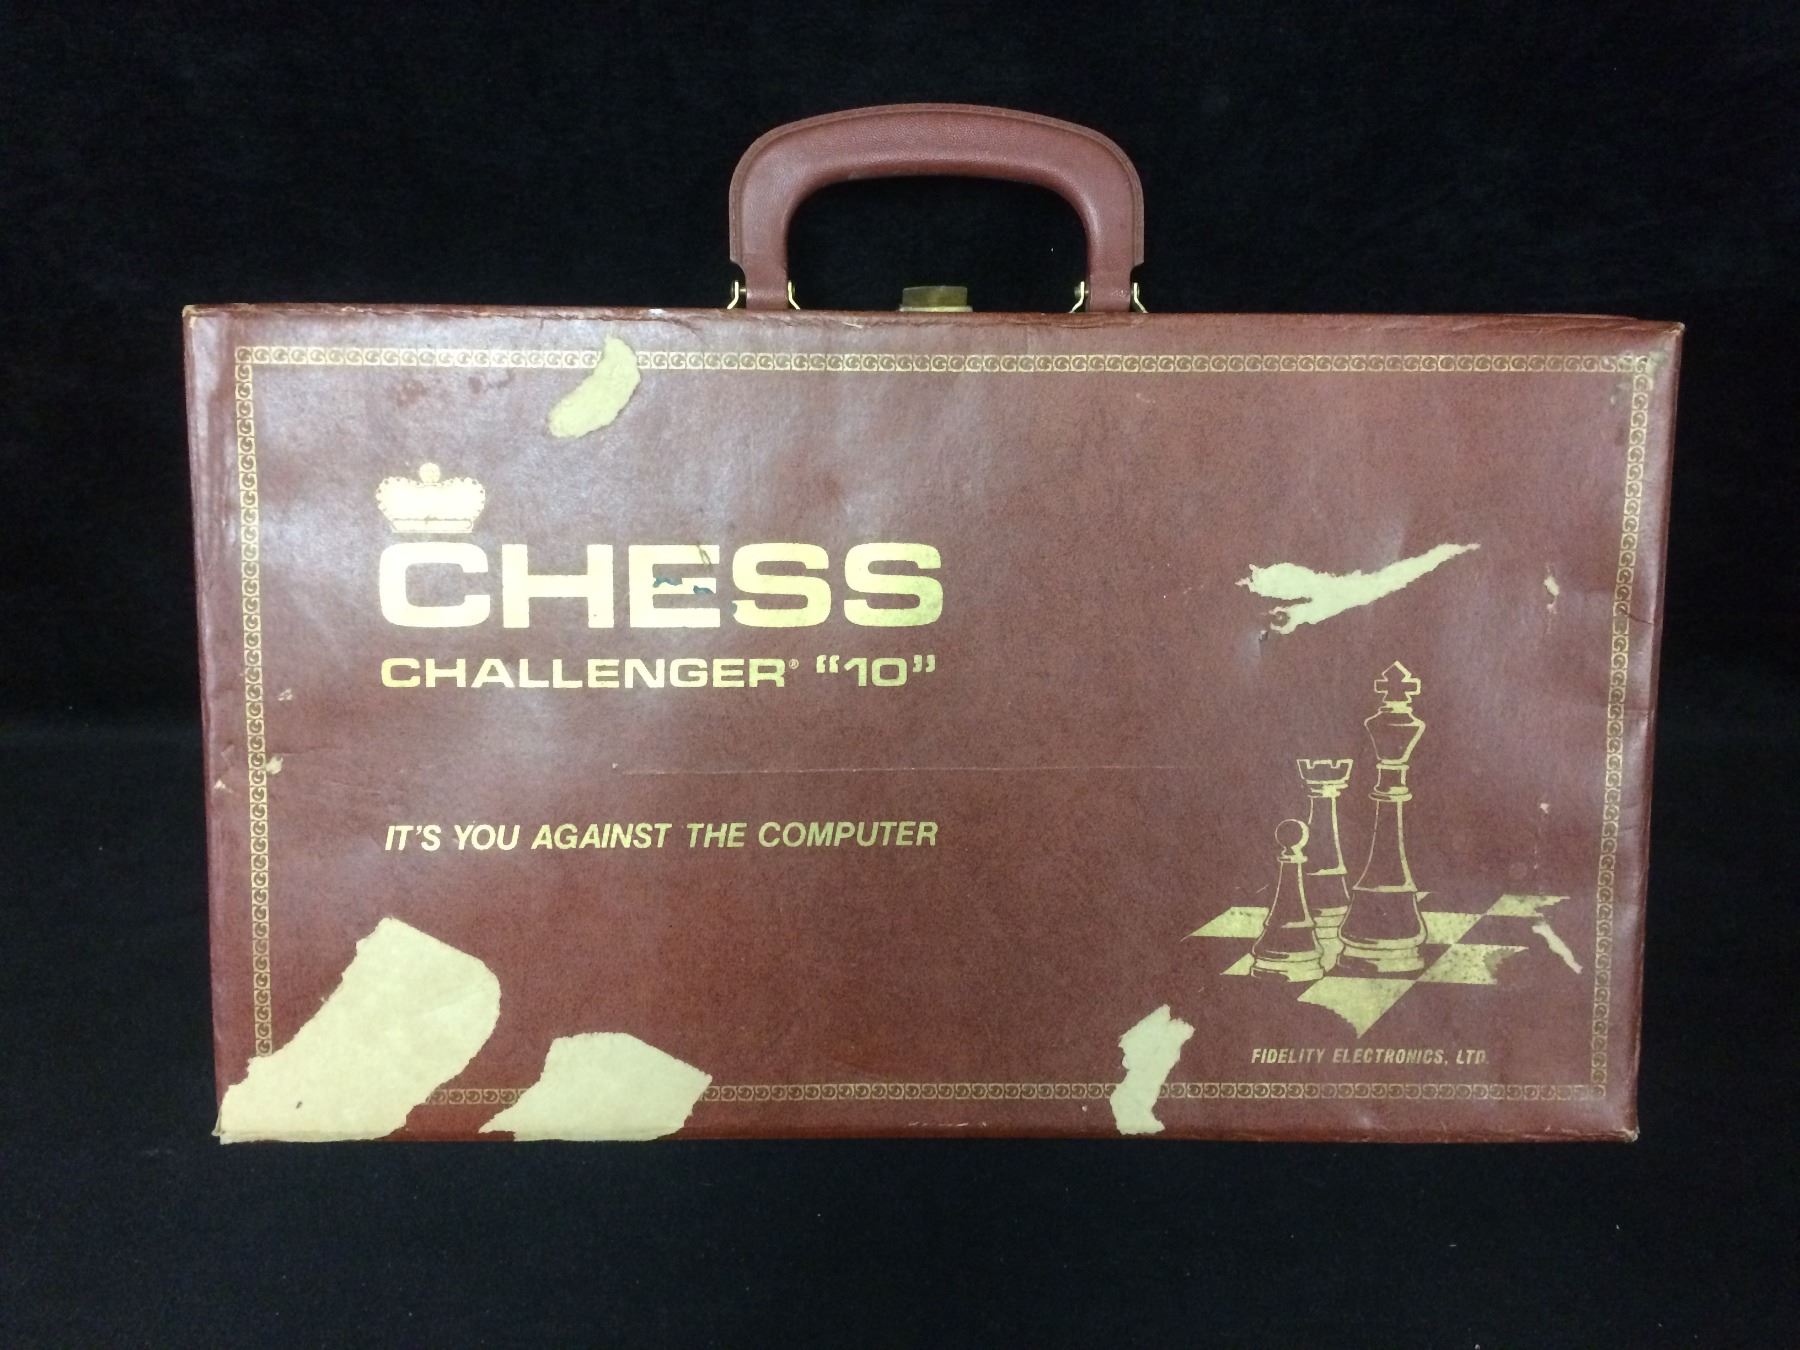 CHESS
CHALLENGER® “10”
IT'S YOU AGAINST THE COMPUTER
FIDELITY ELECTRONICS, LTD.